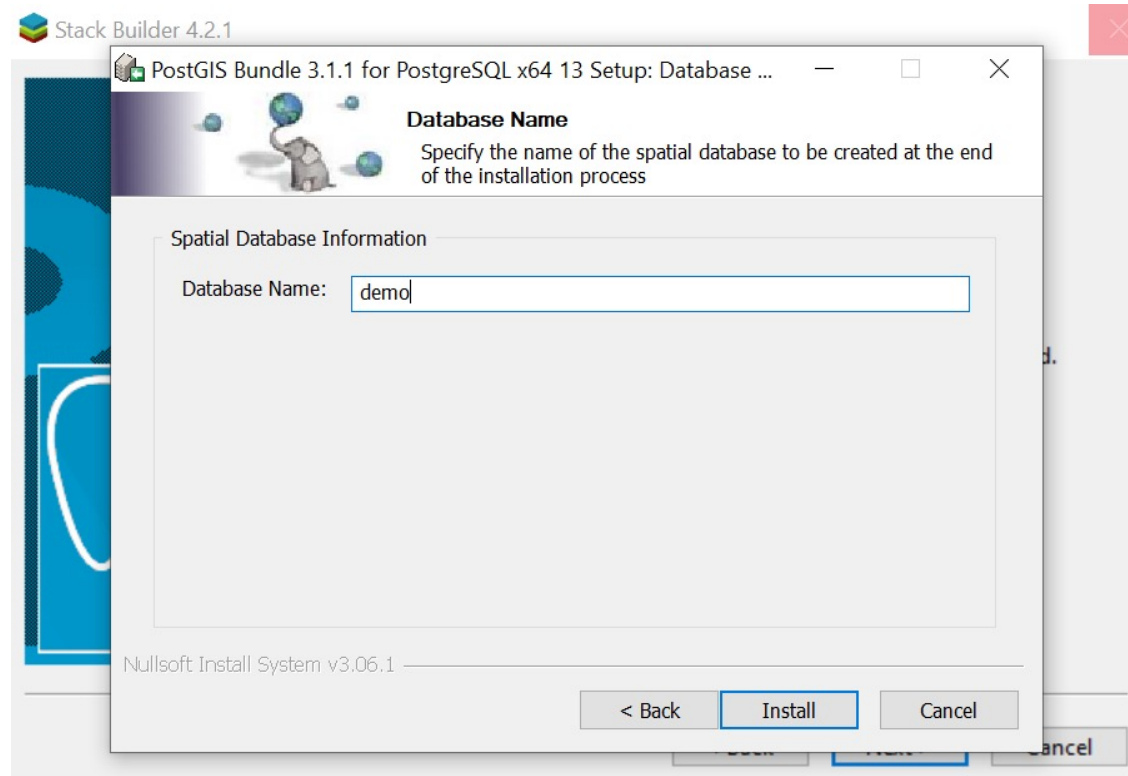 Stack Builder 4.2.1
PostGIS Bundle 3.1.1 for PostgreSQL x64 13 Setup: Database ...
Database Name
Specify the name of the spatial database to be created at the end
of the installation process
Spatial Database Information
Database Name: demo
d.
Nullsoft Install System v3.06.1
< Back Install Cancel